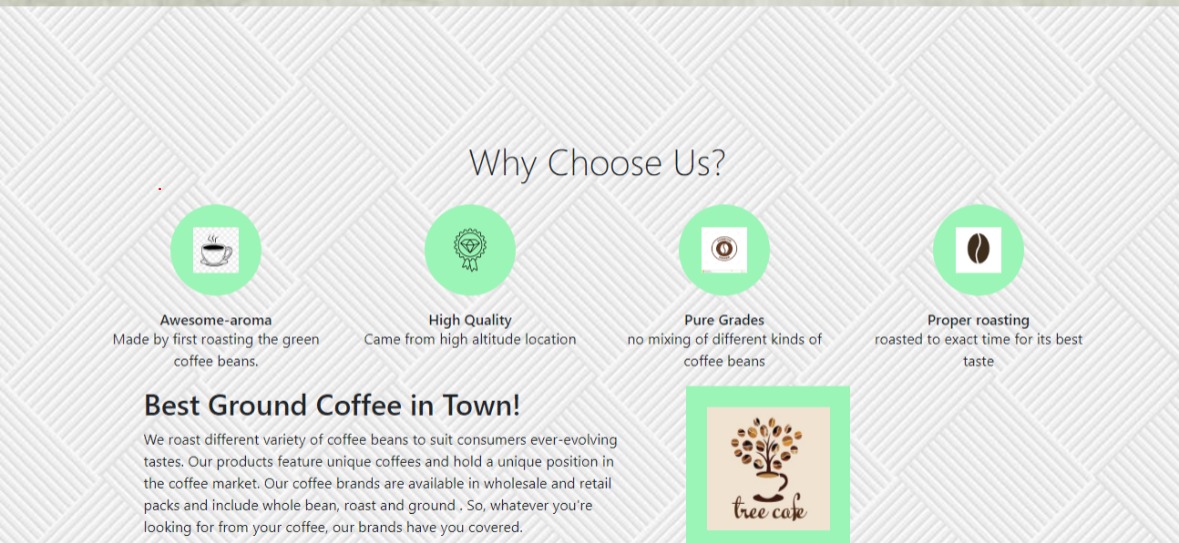 Why Choose Us?
Awesome-aroma
Made by first roasting the green
coffee beans.
High Quality
Came from high altitude location
Pure Grades
no mixing of different kinds of
coffee beans
Proper roasting
roasted to exact time for its best
taste
Best Ground Coffee in Town!
We roast different variety of coffee beans to suit consumers ever-evolving
tastes. Our products feature unique coffees and hold a unique position in
the coffee market. Our coffee brands are available in wholesale and retail
packs and include whole bean, roast and ground . So, whatever you're
looking for from your coffee, our brands have you covered.
tree cafe